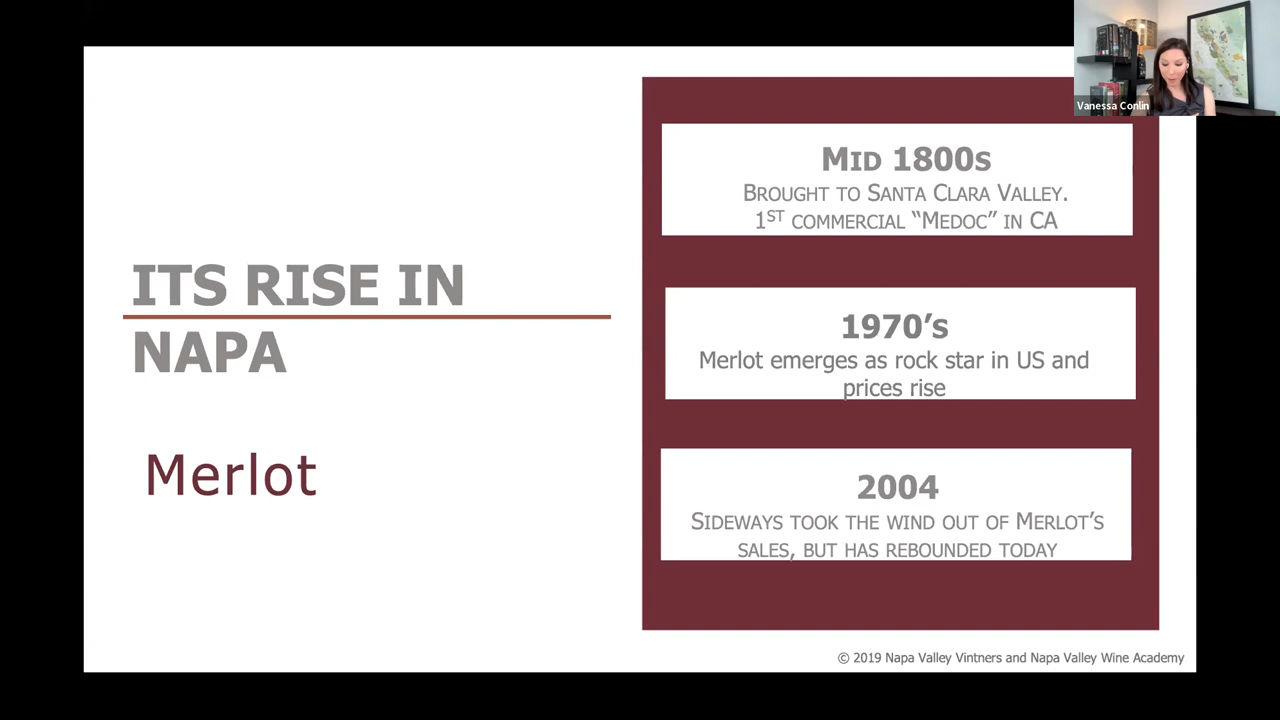 Vanessa Conlin
ITS RISE IN
NAPA
Merlot
MID 1800S
BROUGHT TO SANTA CLARA VALLEY.
1ST COMMERCIAL “MEDOC” IN CA
1970’s
Merlot emerges as rock star in US and
prices rise
2004
SIDEWAYS TOOK THE WIND OUT OF MERLOT’S
SALES, BUT HAS REBOUNDED TODAY
© 2019 Napa Valley Vintners and Napa Valley Wine Academy